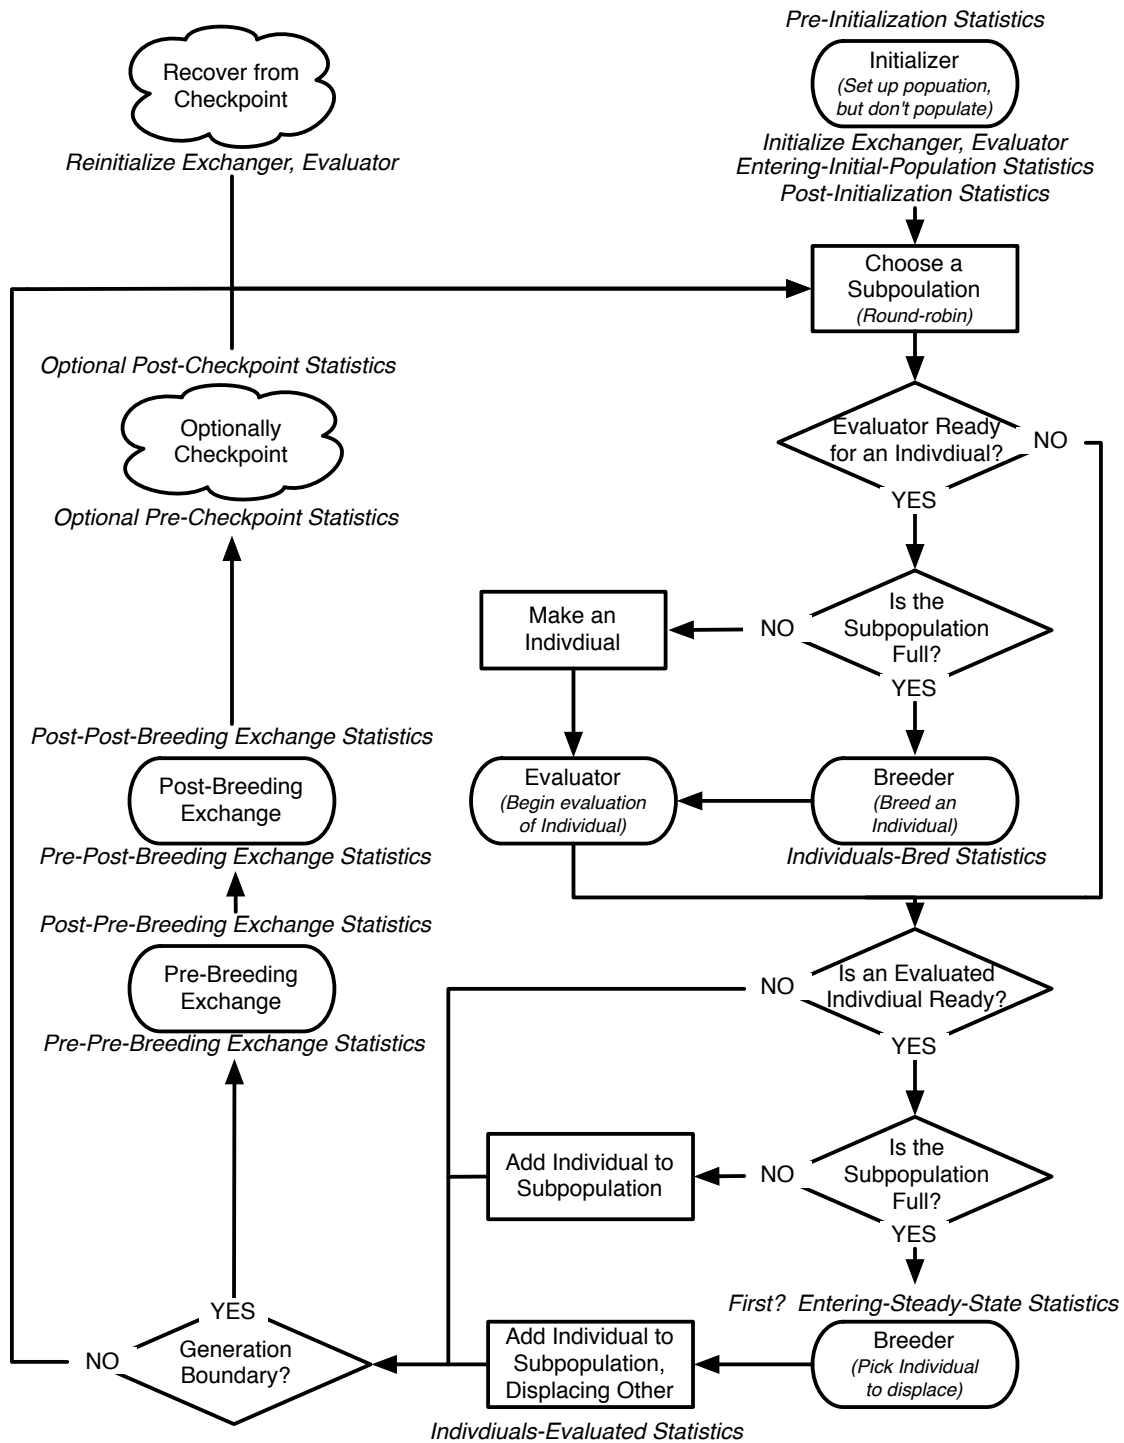 Pre-Initialization Statistics
Initializer
(Set up popuation,
but don't populate)
Initialize Exchanger, Evaluator
Entering-Initial-Population Statistics
Post-Initialization Statistics
Recover from
Checkpoint
Reinitialize Exchanger, Evaluator
Choose a
Subpoulation
(Round-robin)
Optional Post-Checkpoint Statistics
Optionally
Checkpoint
Optional Pre-Checkpoint Statistics
Evaluator Ready
for an Indivdiual?
NO
YES
Is the
Subpopulation
Full?
NO
YES
Make an
Indivdiual
Evaluator
(Begin evaluation
of Individual)
Breeder
(Breed an
Individual)
Individuals-Bred Statistics
Post-Post-Breeding Exchange Statistics
Post-Breeding
Exchange
Pre-Post-Breeding Exchange Statistics
Post-Pre-Breeding Exchange Statistics
Pre-Breeding
Exchange
Pre-Pre-Breeding Exchange Statistics
Is an Evaluated
Indivdiual Ready?
NO
YES
Is the
Subpopulation
Full?
NO
YES
Add Individual to
Subpopulation
First? Entering-Steady-State Statistics
Breeder
(Pick Individual
to displace)
Add Individual to
Subpopulation,
Displacing Other
Indivdiuals-Evaluated Statistics
YES
Generation
Boundary?
NO